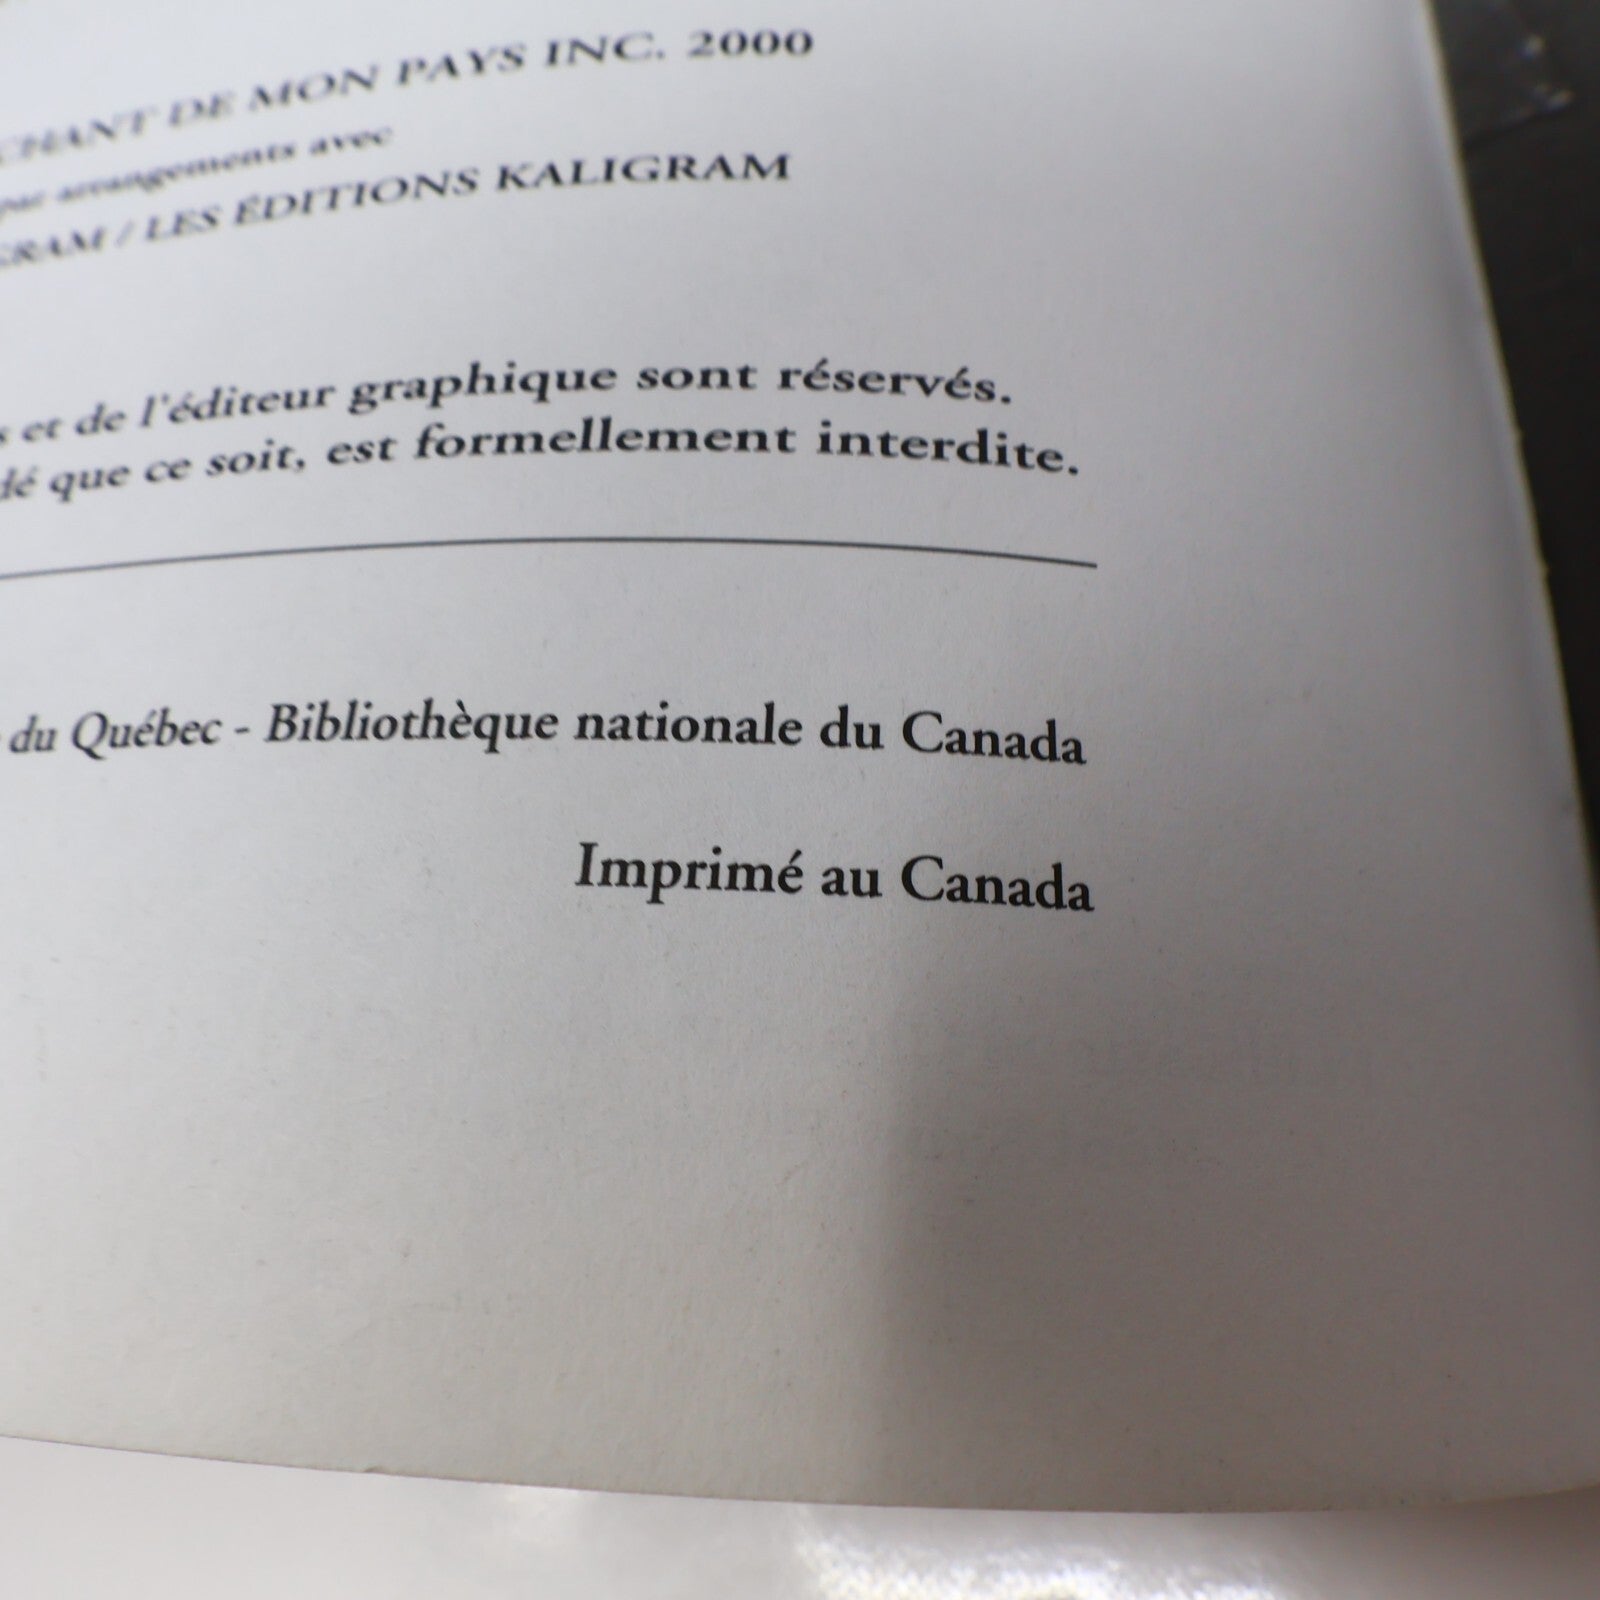 CHANT DE MON PAYS INC. 2000
par arrangements avec
GRAM / LES ÉDITIONS KALIGRAM
et de l'éditeur graphique sont réservés.
que ce soit, est formellement interdite.
du Québec - Bibliothèque nationale du Canada
Imprimé au Canada